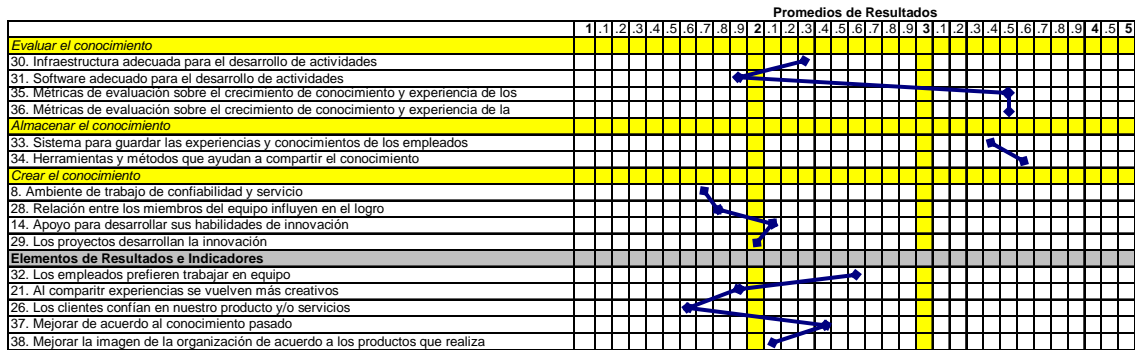 Promedios de Resultados
1 .1 .2 .3 .4 .5 .6 .7 .8 .9 2 .1 .2 .3 .4 .5 .6 .7 .8 .9 3 .1 .2 .3 .4 .5 .6 .7 .8 .9 4 .5 5
Evaluar el conocimiento
30. Infraestructura adecuada para el desarrollo de actividades
31. Software adecuado para el desarrollo de actividades
35. Métricas de evaluación sobre el crecimiento de conocimiento y experiencia de los
36. Métricas de evaluación sobre el crecimiento de conocimiento y experiencia de la
Almacenar el conocimiento
33. Sistema para guardar las experiencias y conocimientos de los empleados
34. Herramientas y métodos que ayudan a compartir el conocimiento
Crear el conocimiento
8. Ambiente de trabajo de confiabilidad y servicio
28. Relación entre los miembros del equipo influyen en el logro
14. Apoyo para desarrollar sus habilidades de innovación
29. Los proyectos desarrollan la innovación
Elementos de Resultados e Indicadores
32. Los empleados prefieren trabajar en equipo
21. Al comparitr experiencias se vuelven más creativos
26. Los clientes confían en nuestro producto y/o servicios
37. Mejorar de acuerdo al conocimiento pasado
38. Mejorar la imagen de la organización de acuerdo a los productos que realiza